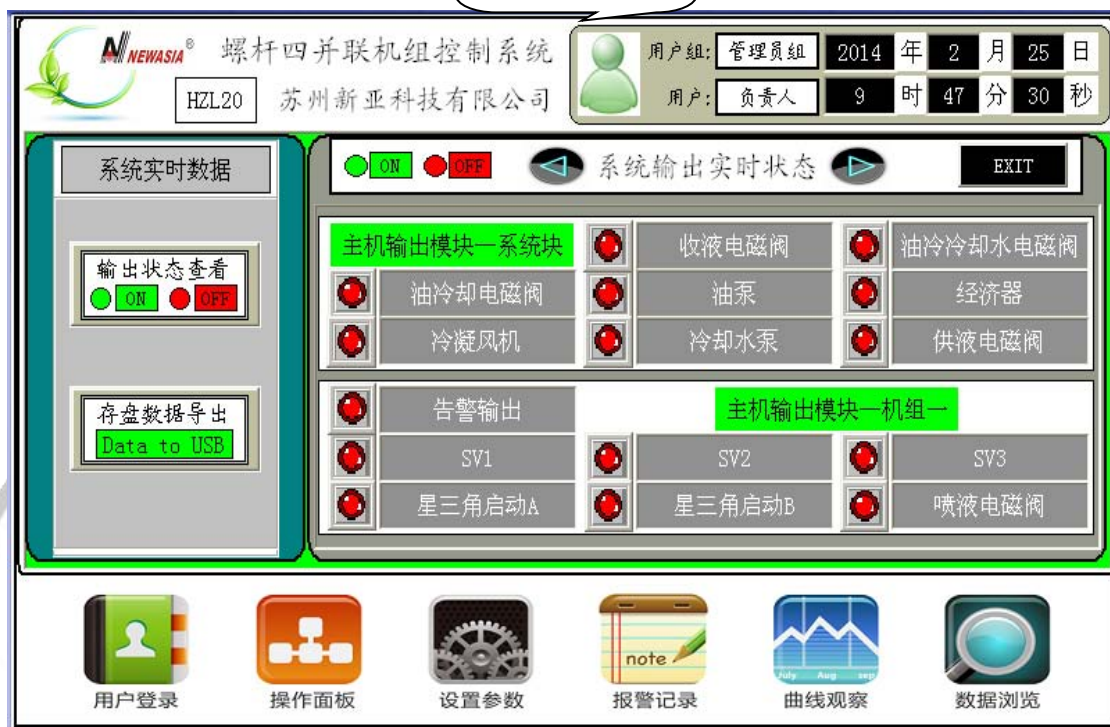 NEWASIA® 螺杆四并联机组控制系统
HZL20 苏州新亚科技有限公司
用户组: 管理员组 2014 年 2 月 25 日
用户: 负责人 9 时 47 分 30 秒
系统实时数据
ON OFF 系统输出实时状态 EXIT
输出状态查看
ON OFF
存盘数据导出
Data to USB
主机输出模块—系统块 收液电磁阀 油冷冷却水电磁阀
油冷却电磁阀 油泵 经济器
冷凝风机 冷却水泵 供液电磁阀
告警输出 主机输出模块—机组一
SV1 SV2 SV3
星三角启动A 星三角启动B 喷液电磁阀
note
July Aug sep
用户登录 操作面板 设置参数 报警记录 曲线观察 数据浏览